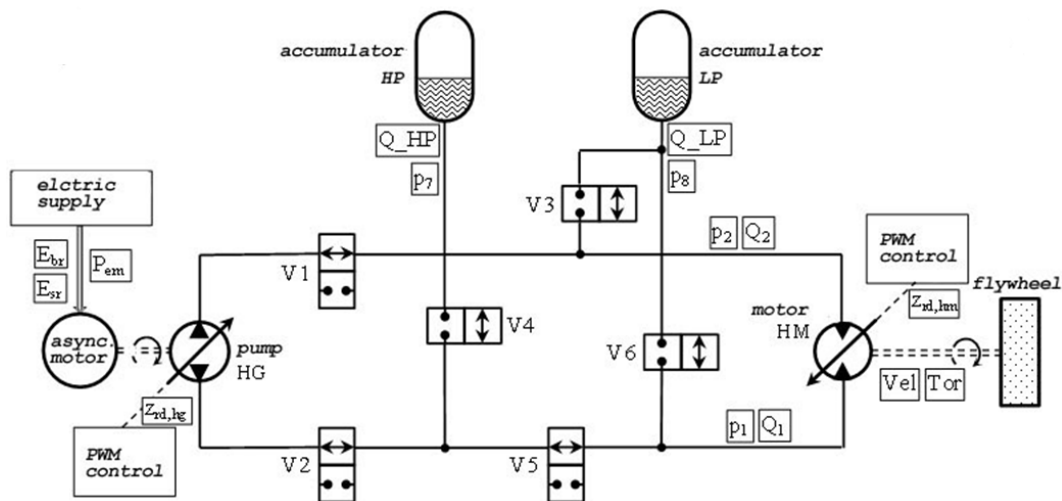 accumulator
HP
accumulator
LP
Q_HP
Q_LP
p7
p8
elctric
supply
V3
Ebr
Pem
Esr
V1
p2
Q2
PWM
control
flywheel
Zrd,hm
async.
motor
pump
HG
V4
V6
motor
HM
Vel
Tor
Zrd,hg
PWM
control
V2
V5
p1
Q1